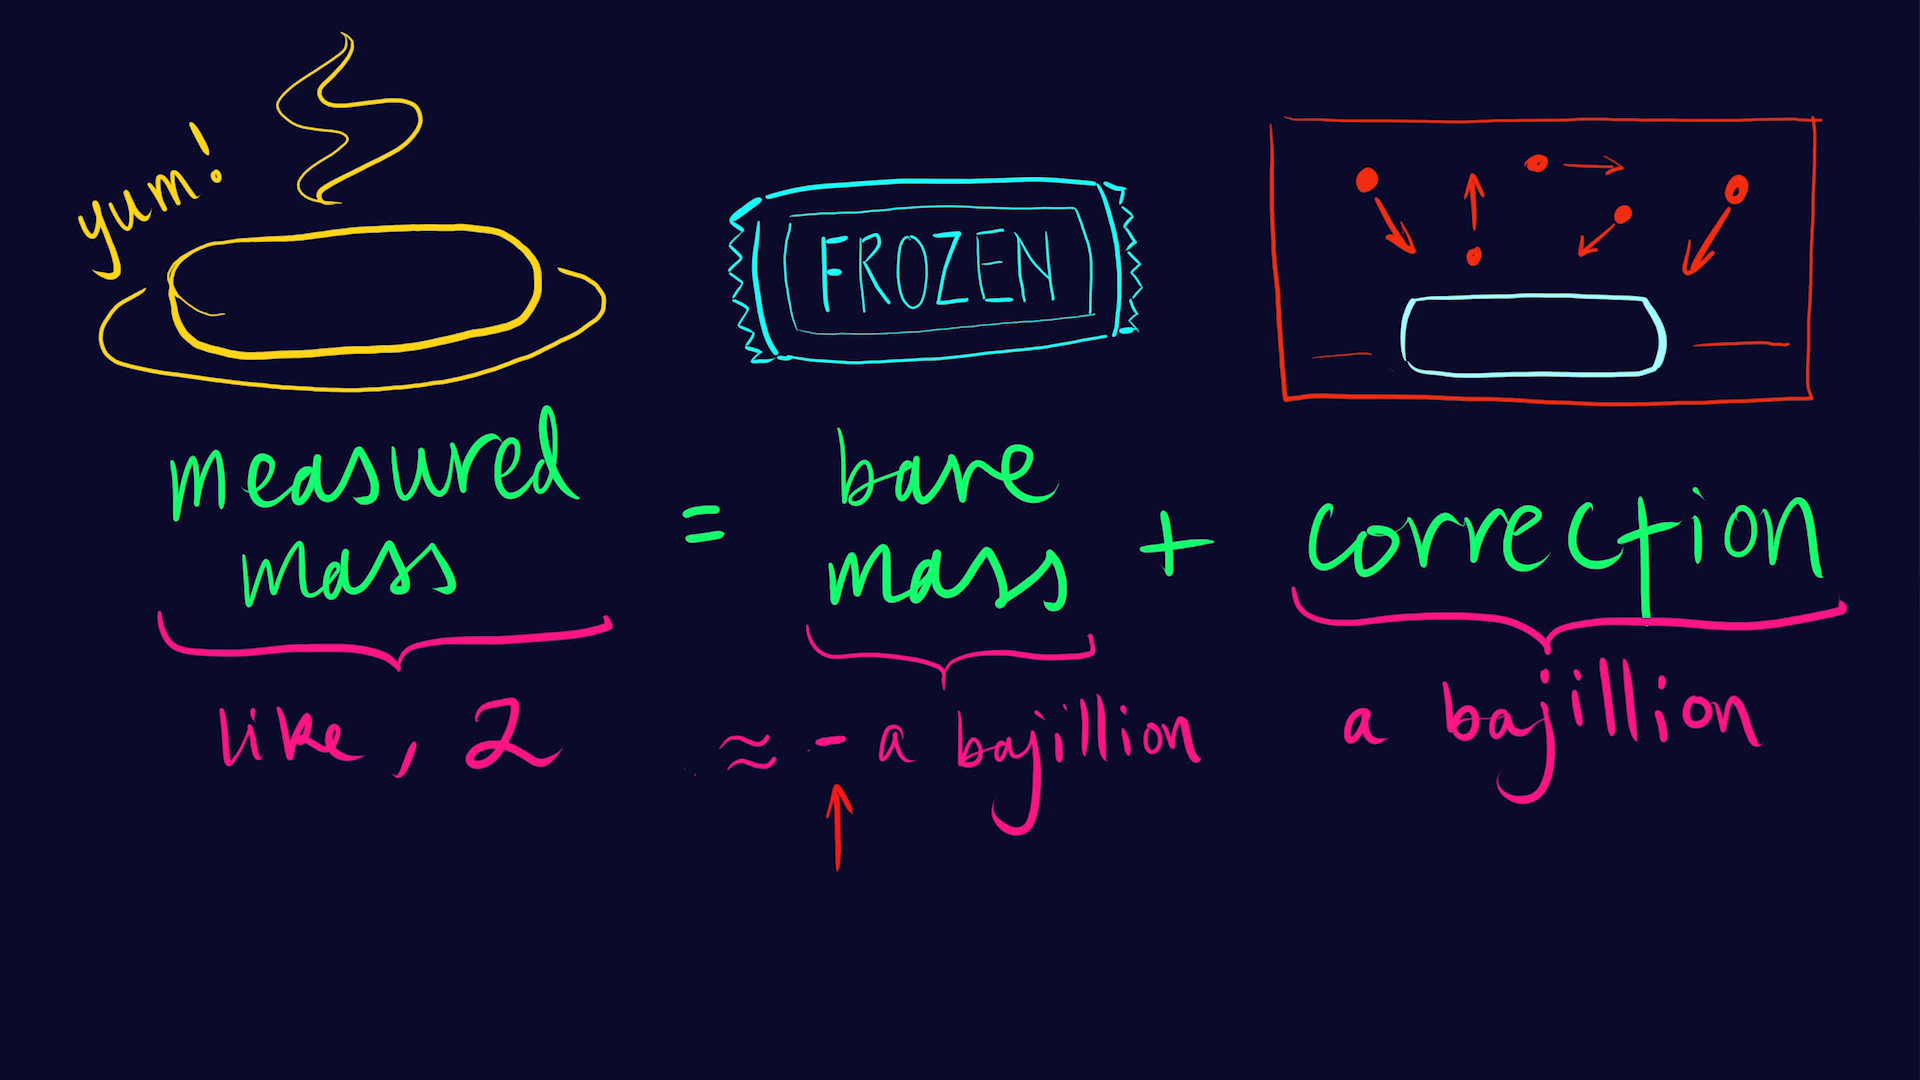 yum!
FROZEN
measured
mass
=
bare
mass
+
correction
like, 2
≈ - a bajillion
a bajillion